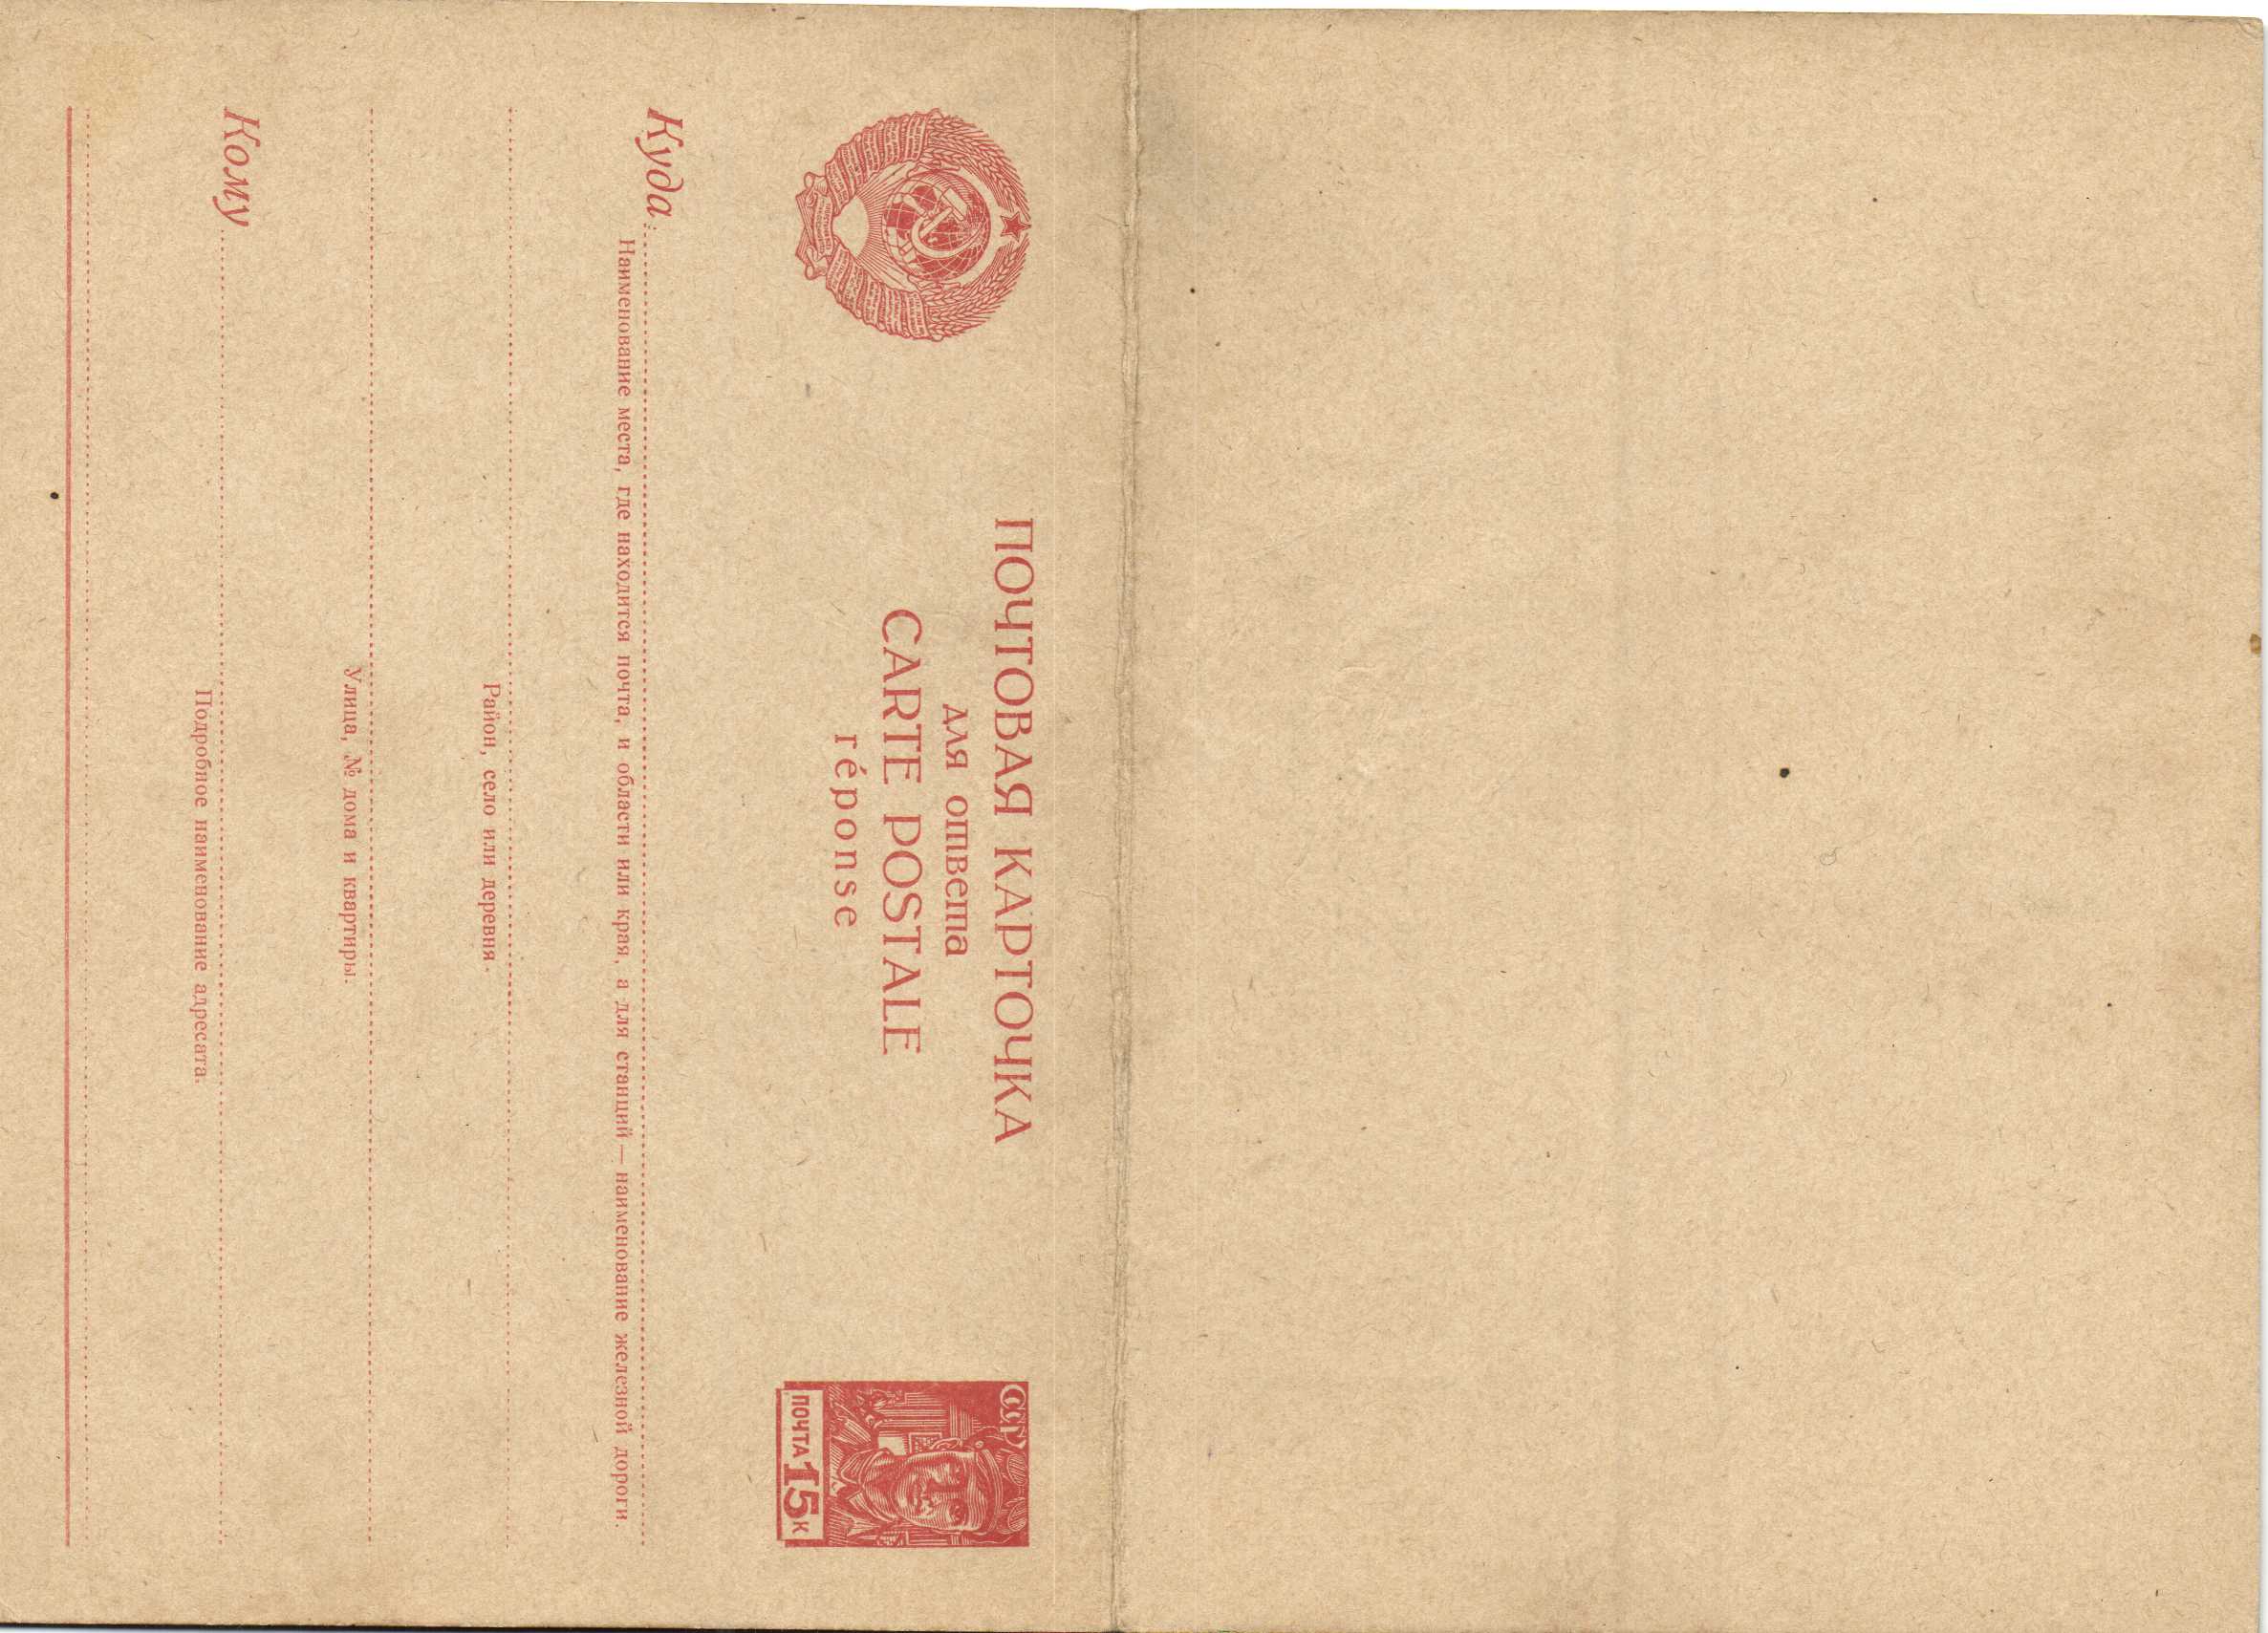 ПОЧТОВАЯ КАРТОЧКА
для ответа
CARTE POSTALE
réponse
СССР
ПОЧТА 15 К
Куда
Наименование места, где находится почта, и области или края, а для станций — наименование железной дороги.
Район, село или деревня.
Улица, № дома и квартиры.
Кому
Подробное наименование адресата.